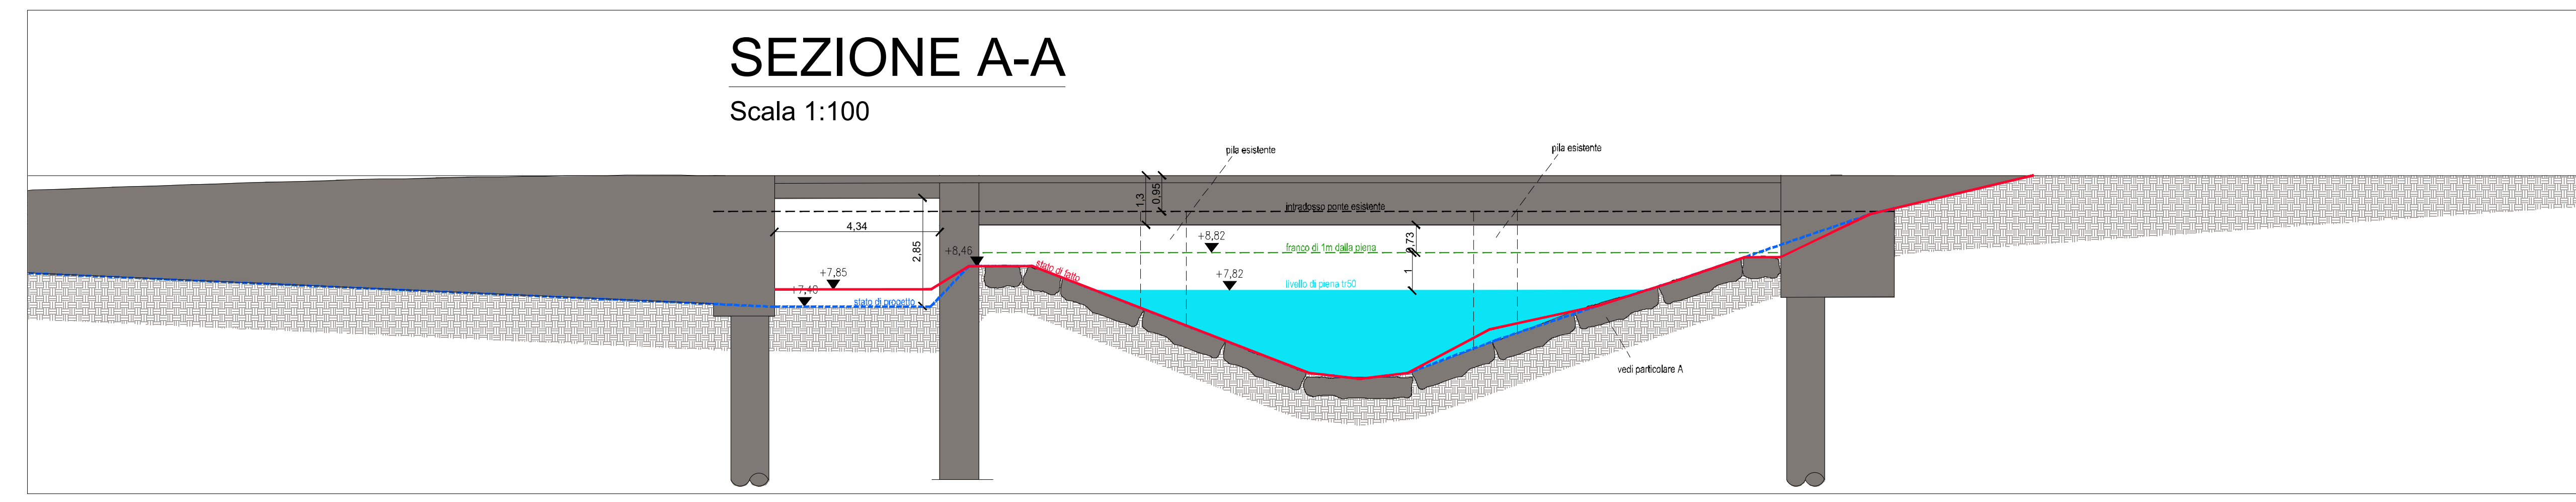 SEZIONE A-A
Scala 1:100
pila esistente
pila esistente
1,3
0,95
intradosso ponte esistente
4,34
2,85
+8,46
+8,82
franco di 1m dalla piena
0,73
1
stato di fatto
+7,85
+7,40
stato di progetto
+7,82
livello di piena tr50
vedi particolare A